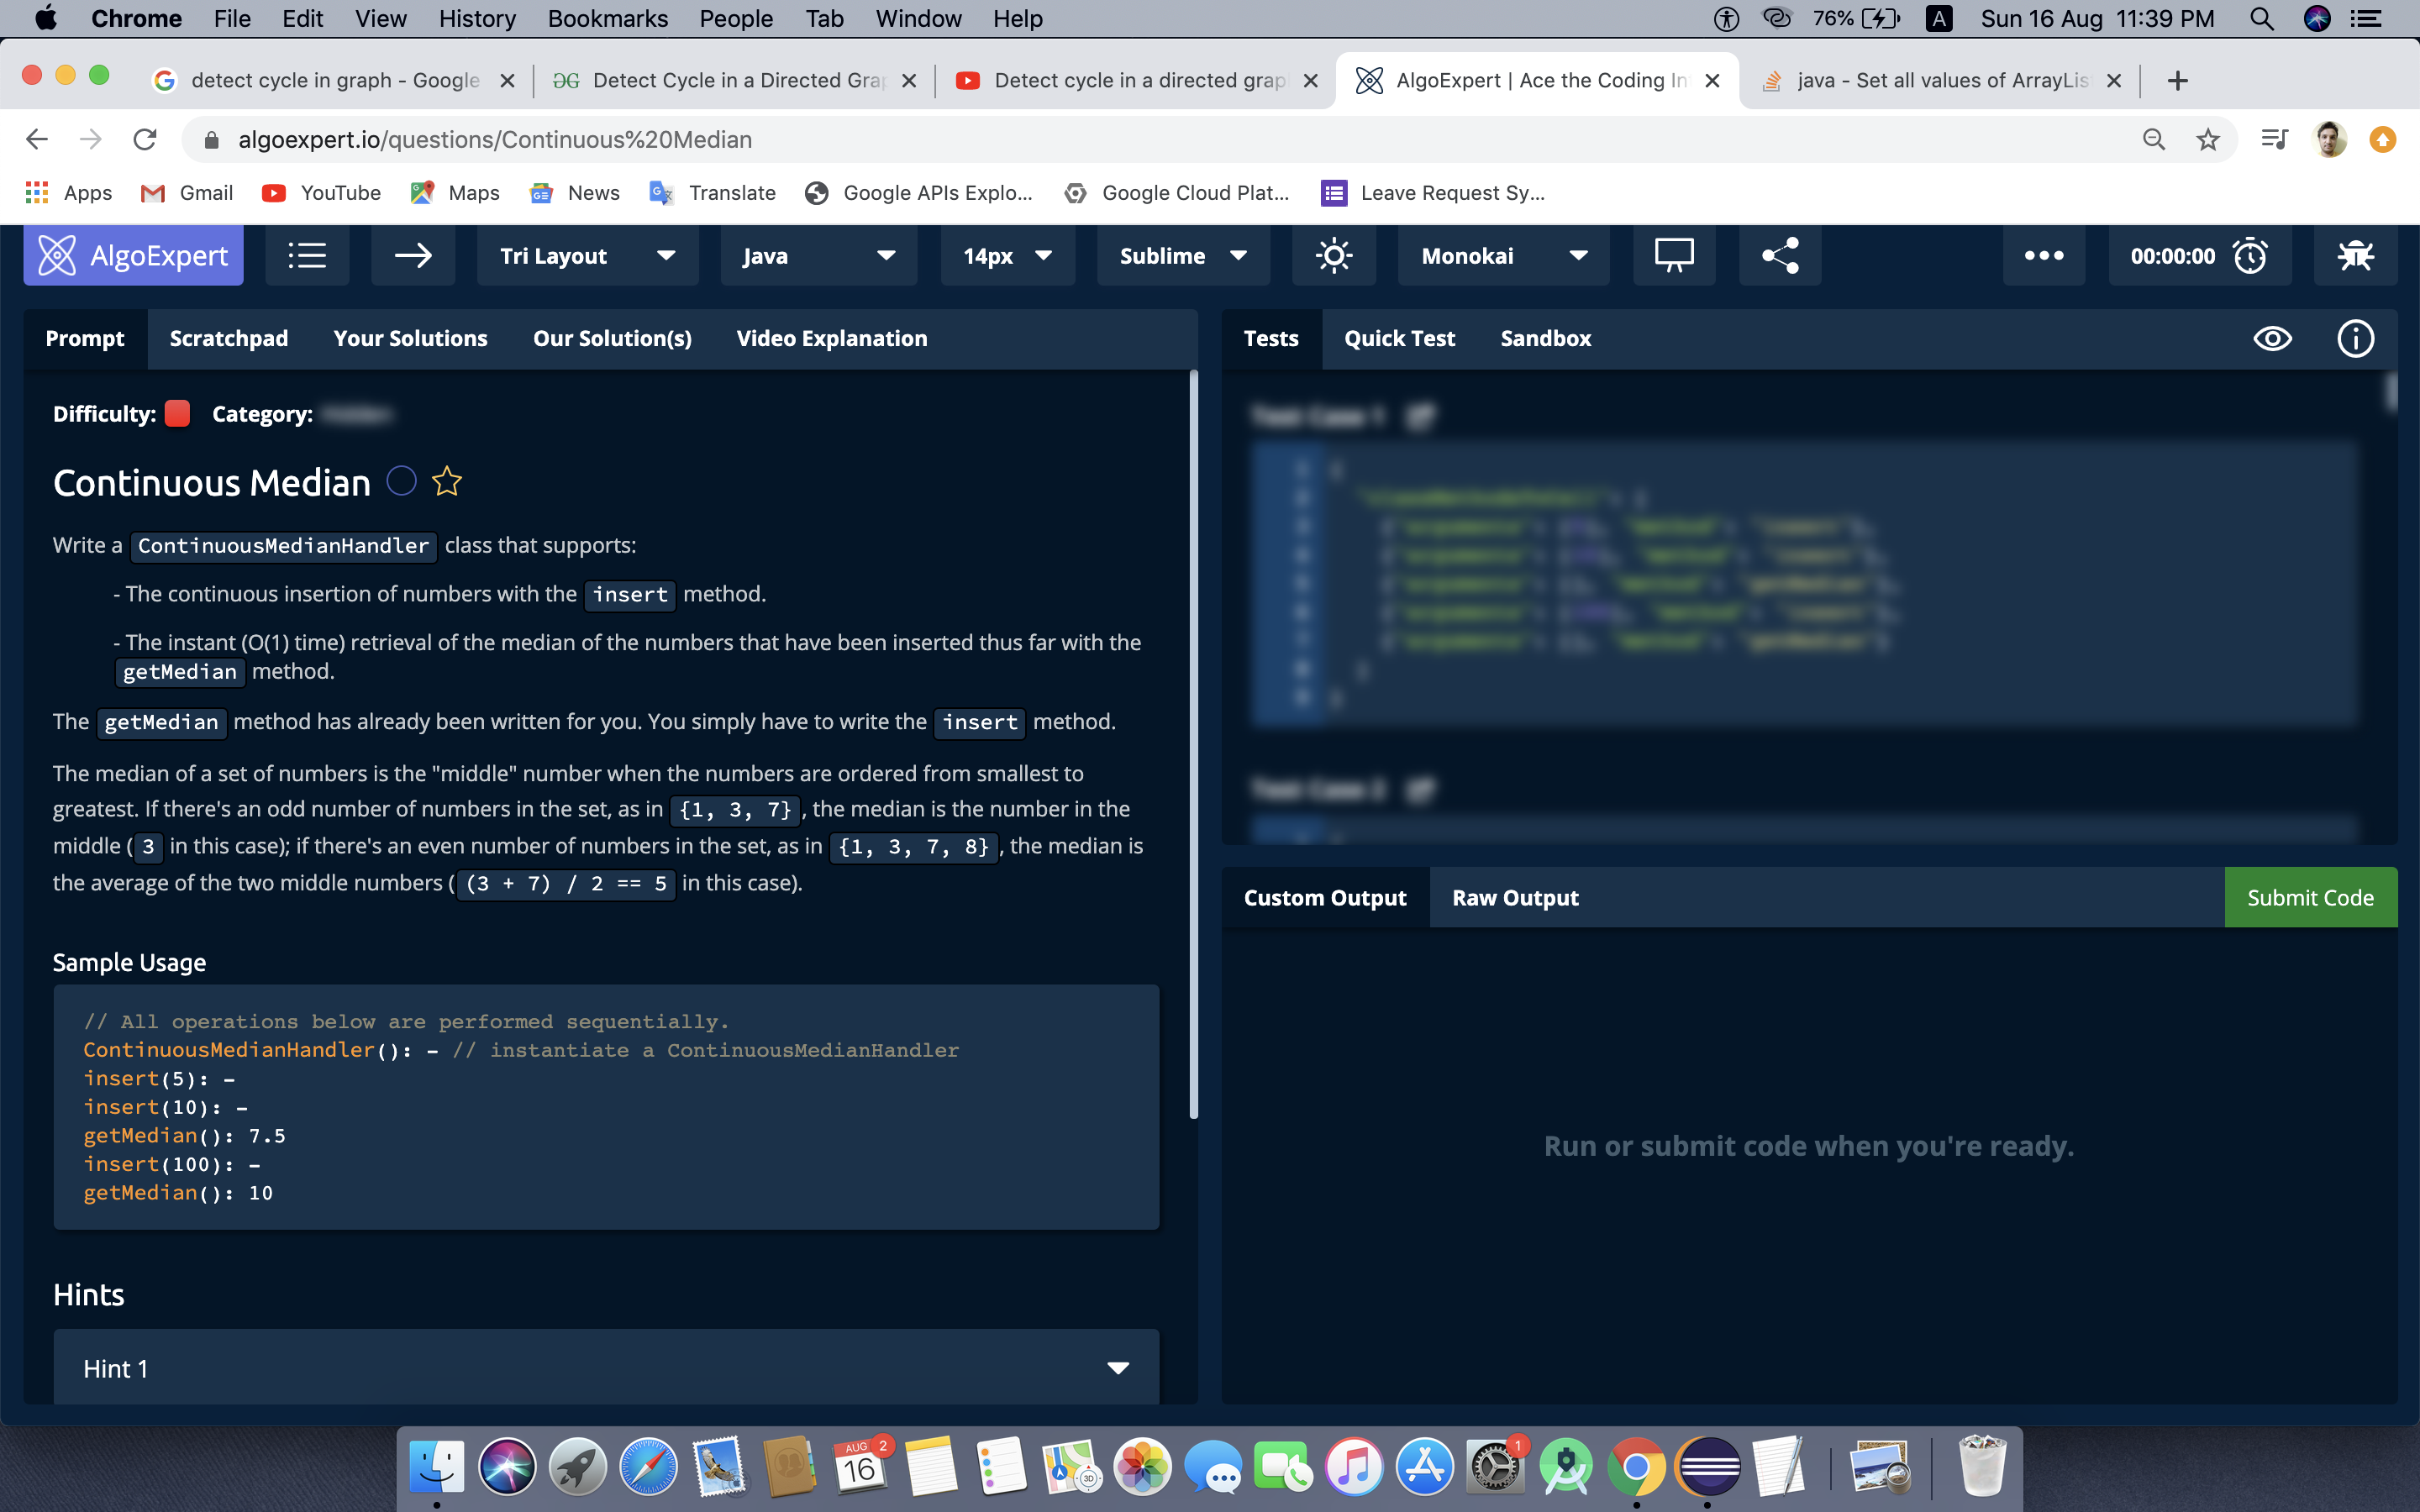 Chrome File Edit View History Bookmarks People Tab Window Help 76% A Sun 16 Aug 11:39 PM
detect cycle in graph - Google
Detect Cycle in a Directed Gra
Detect cycle in a directed grap
AlgoExpert | Ace the Coding In
java - Set all values of ArrayLis
algoexpert.io/questions/Continuous%20Median
Apps Gmail YouTube Maps News Translate Google APIs Explo... Google Cloud Plat... Leave Request Sy...
AlgoExpert Tri Layout Java 14px Sublime Monokai 00:00:00
Prompt Scratchpad Your Solutions Our Solution(s) Video Explanation
Difficulty: Category:
Continuous Median
Write a ContinuousMedianHandler class that supports:
- The continuous insertion of numbers with the insert method.
- The instant (O(1) time) retrieval of the median of the numbers that have been inserted thus far with the
getMedian method.
The getMedian method has already been written for you. You simply have to write the insert method.
The median of a set of numbers is the "middle" number when the numbers are ordered from smallest to
greatest. If there's an odd number of numbers in the set, as in {1, 3, 7}, the median is the number in the
middle (3 in this case); if there's an even number of numbers in the set, as in {1, 3, 7, 8}, the median is
the average of the two middle numbers ((3 + 7) / 2 == 5 in this case).
Sample Usage
// All operations below are performed sequentially.
ContinuousMedianHandler(): - // instantiate a ContinuousMedianHandler
insert(5): -
insert(10): -
getMedian(): 7.5
insert(100): -
getMedian(): 10
Hints
Hint 1
Tests Quick Test Sandbox
Test Case 1
Test Case 2
Custom Output Raw Output Submit Code
Run or submit code when you're ready.
AUG 2
16
3D
1